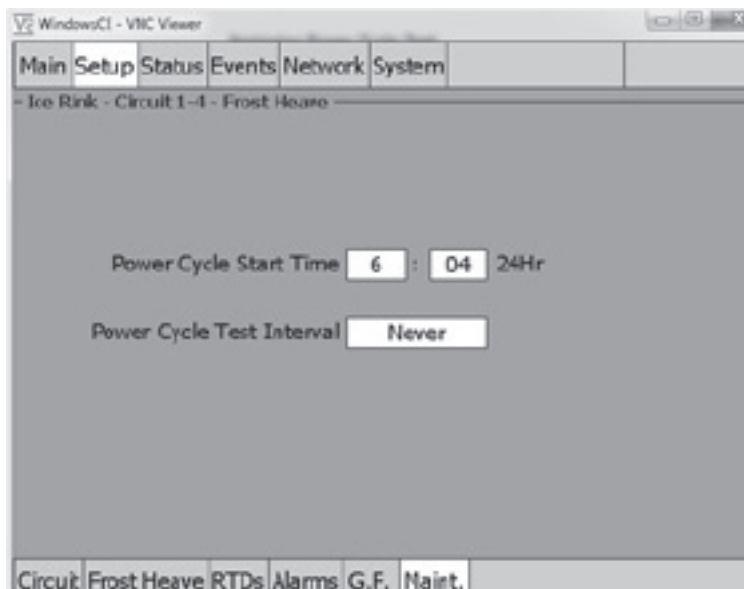 WindowsCl - VNC Viewer
Main Setup Status Events Network System
Ice Rink - Circuit 1-4 - Frost Heave
Power Cycle Start Time 6 : 04 24Hr
Power Cycle Test Interval Never
Circuit Frost Heave RTDs Alarms G.F. Maint.